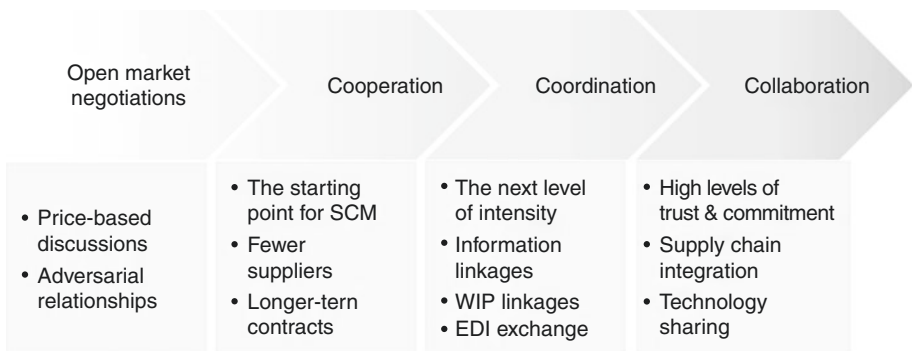 Open market
negotiations
Cooperation
Coordination
Collaboration
• Price-based
discussions
• Adversarial
relationships
• The starting
point for SCM
• Fewer
suppliers
• Longer-tern
contracts
• The next level
of intensity
• Information
linkages
• WIP linkages
• EDI exchange
• High levels of
trust & commitment
• Supply chain
integration
• Technology
sharing